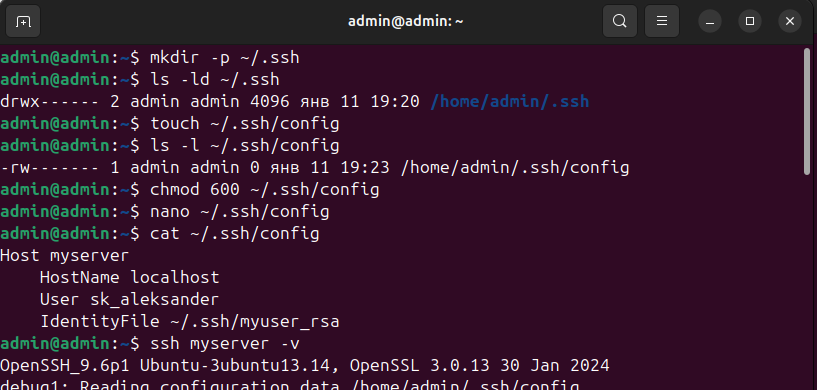 admin@admin: ~
admin@admin:~$ mkdir -p ~/.ssh
admin@admin:~$ ls -ld ~/.ssh
drwx------ 2 admin admin 4096 янв 11 19:20 /home/admin/.ssh
admin@admin:~$ touch ~/.ssh/config
admin@admin:~$ ls -l ~/.ssh/config
-rw------- 1 admin admin 0 янв 11 19:23 /home/admin/.ssh/config
admin@admin:~$ chmod 600 ~/.ssh/config
admin@admin:~$ nano ~/.ssh/config
admin@admin:~$ cat ~/.ssh/config
Host myserver
    HostName localhost
    User sk_aleksander
    IdentityFile ~/.ssh/myuser_rsa
admin@admin:~$ ssh myserver -v
OpenSSH_9.6p1 Ubuntu-3ubuntu13.14, OpenSSL 3.0.13 30 Jan 2024
debug1: Reading configuration data /home/admin/.ssh/config